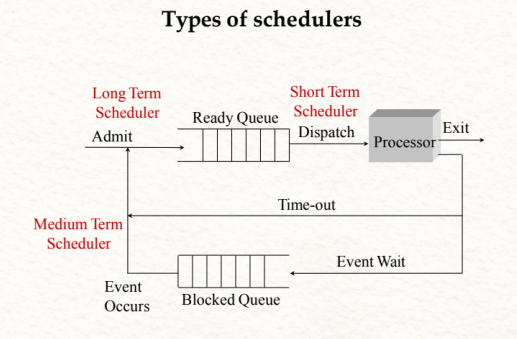 Types of schedulers
Long Term
Scheduler
Admit
Ready Queue
Short Term
Scheduler
Dispatch
Processor
Exit
Time-out
Medium Term
Scheduler
Event Wait
Event
Occurs
Blocked Queue